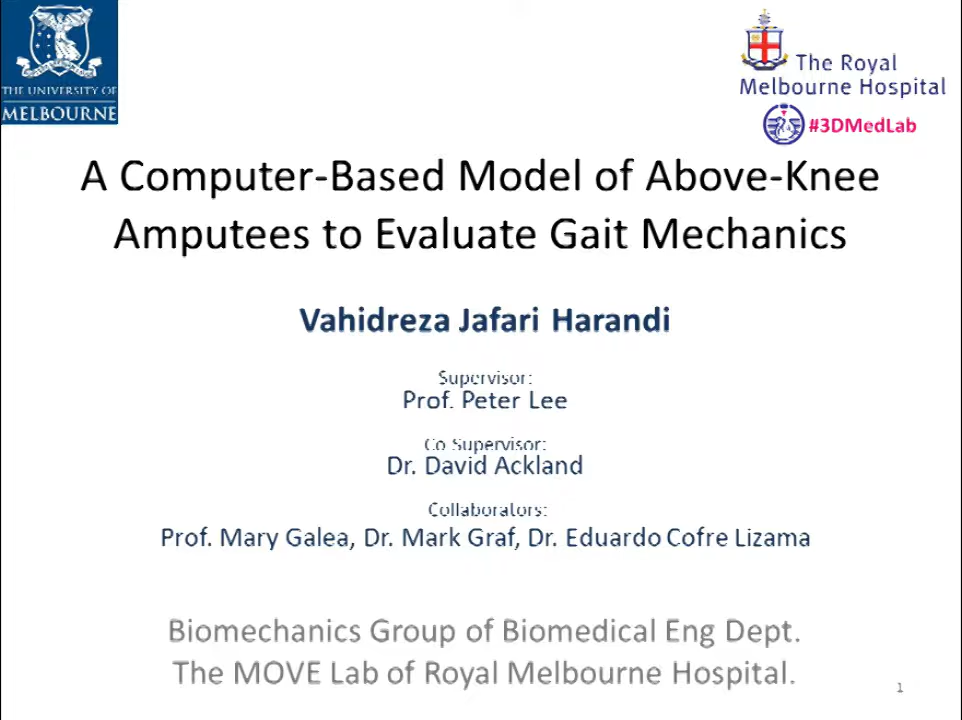 THE UNIVERSITY OF
MELBOURNE
The Royal
Melbourne Hospital
#3DMedLab
A Computer-Based Model of Above-Knee
Amputees to Evaluate Gait Mechanics
Vahidreza Jafari Harandi
Supervisor:
Prof. Peter Lee
Co Supervisor:
Dr. David Ackland
Collaborators:
Prof. Mary Galea, Dr. Mark Graf, Dr. Eduardo Cofre Lizama
Biomechanics Group of Biomedical Eng Dept.
The MOVE Lab of Royal Melbourne Hospital.
1